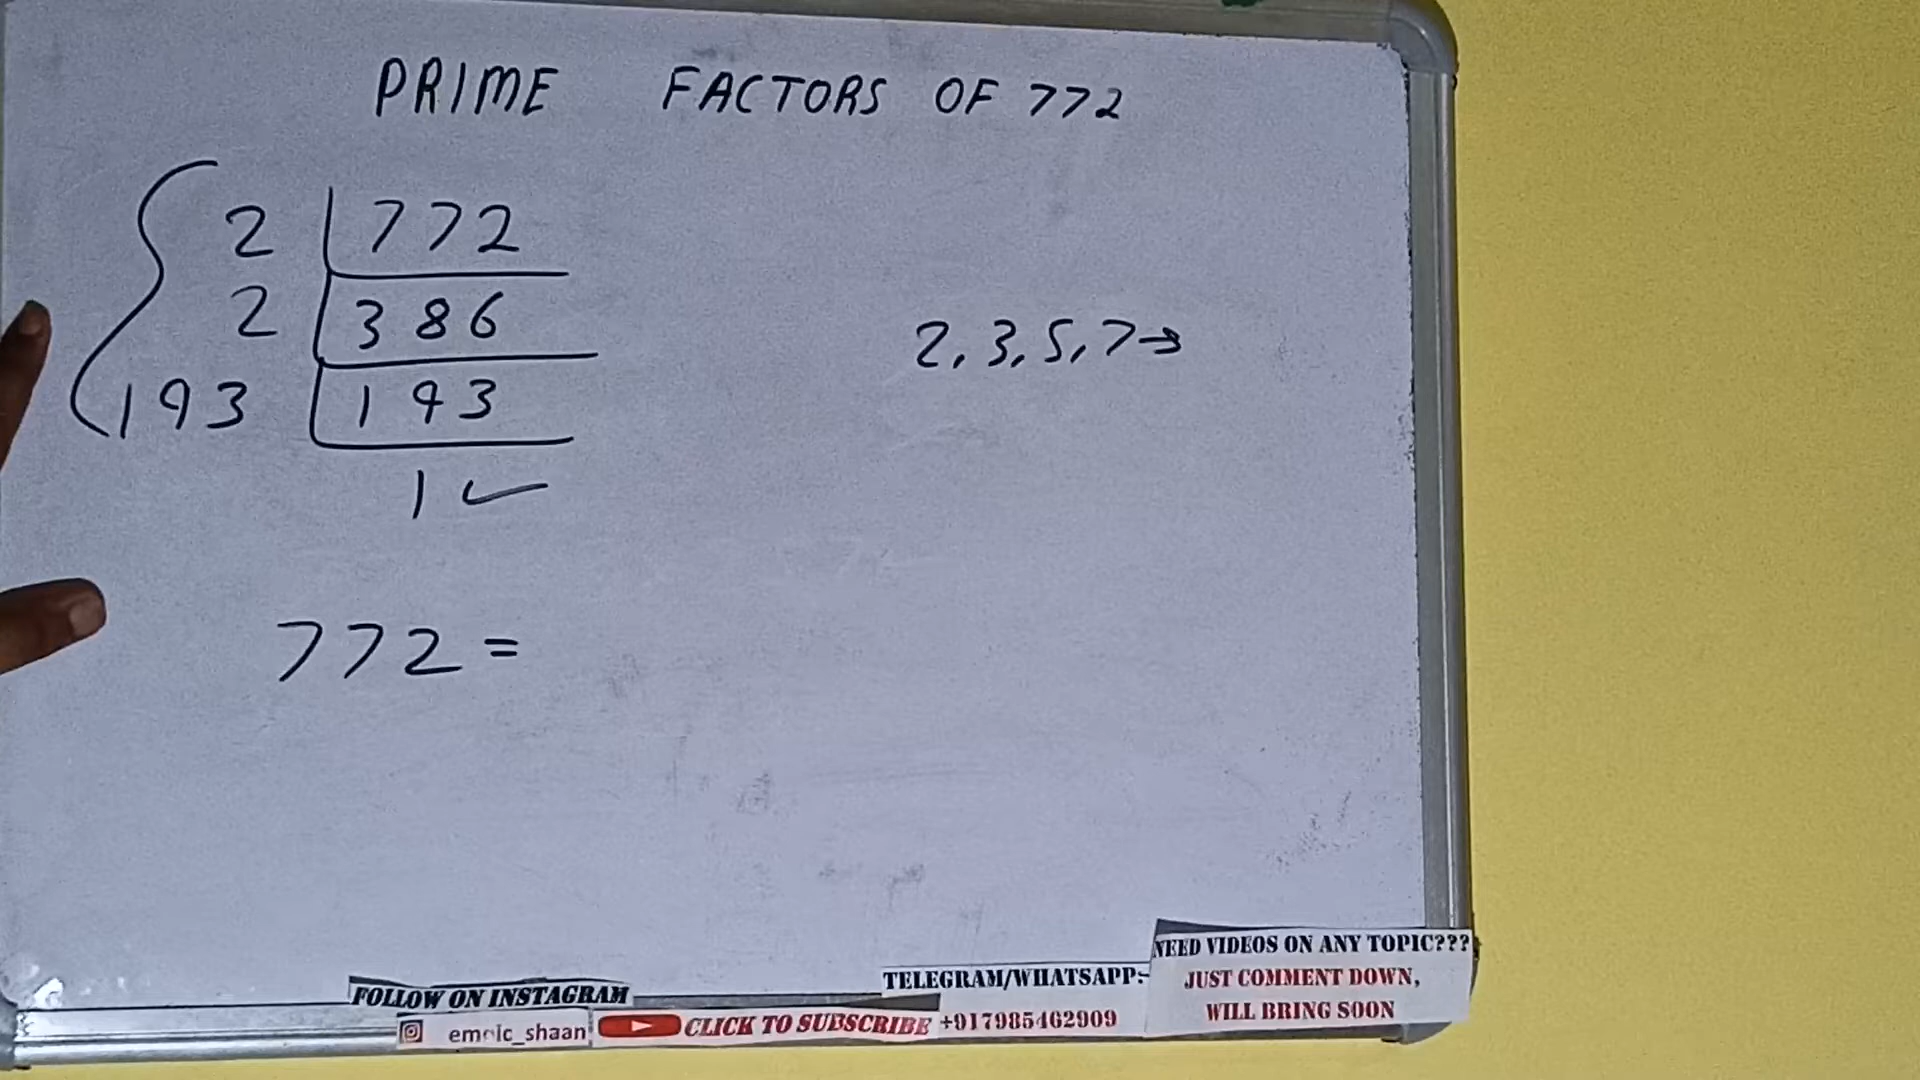 PRIME FACTORS OF 772
2 772
2 386
2, 3, 5, 7→
193 193
1 ✓
772 =
NEED VIDEOS ON ANY TOPIC???
JUST COMMENT DOWN,
WILL BRING SOON
TELEGRAM/WHATSAPP:-
+917985462909
FOLLOW ON INSTAGRAM
CLICK TO SUBSCRIBE